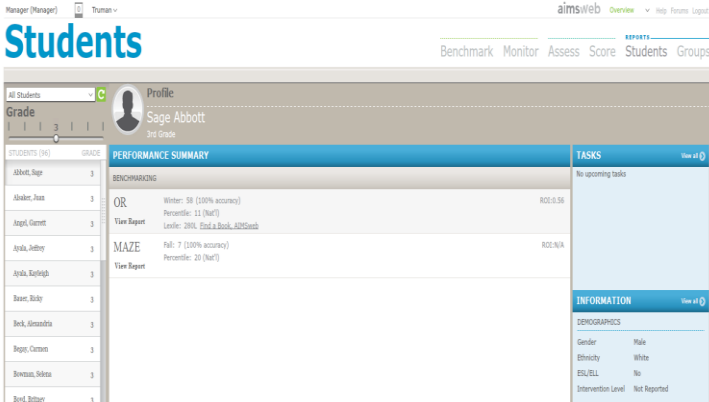 Manager (Manager) Truman
aimsweb Overview Help Forums Logout
Students
REPORTS
Benchmark Monitor Assess Score Students Groups
All Students
Grade
3
Profile
Sage Abbott
3rd Grade
STUDENTS (96) GRADE
Abbott, Sage 3
Alsaker, Juan 3
Angel, Garrett 3
Ayala, Jeffrey 3
Ayala, Kayleigh 3
Bauer, Ricky 3
Beck, Alexandria 3
Begay, Carmen 3
Bowman, Selena 3
Boyd, Britney 3
PERFORMANCE SUMMARY
BENCHMARKING
OR Winter: 58 (100% accuracy) ROI:0.56
Percentile: 11 (Nat'l)
View Report
Lexile: 280L Find a Book, AIMSweb
MAZE Fall: 7 (100% accuracy) ROI:N/A
Percentile: 20 (Nat'l)
View Report
TASKS View all
No upcoming tasks
INFORMATION View all
DEMOGRAPHICS
Gender Male
Ethnicity White
ESL/ELL No
Intervention Level Not Reported